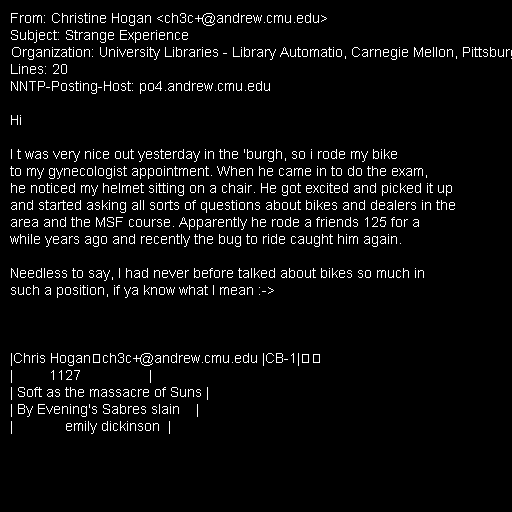 From: Christine Hogan <ch3c+@andrew.cmu.edu>
Subject: Strange Experience
Organization: University Libraries - Library Automatio, Carnegie Mellon, Pittsburg
Lines: 20
NNTP-Posting-Host: po4.andrew.cmu.edu
Hi
I t was very nice out yesterday in the 'burgh, so i rode my bike
to my gynecologist appointment. When he came in to do the exam,
he noticed my helmet sitting on a chair. He got excited and picked it up
and started asking all sorts of questions about bikes and dealers in the
area and the MSF course. Apparently he rode a friends 125 for a
while years ago and recently the bug to ride caught him again.
Needless to say, I had never before talked about bikes so much in
such a position, if ya know what I mean :->
|Chris Hogan▯ch3c+@andrew.cmu.edu |CB-1|▯▯
| 1127 |
| Soft as the massacre of Suns |
| By Evening's Sabres slain |
| emily dickinson |